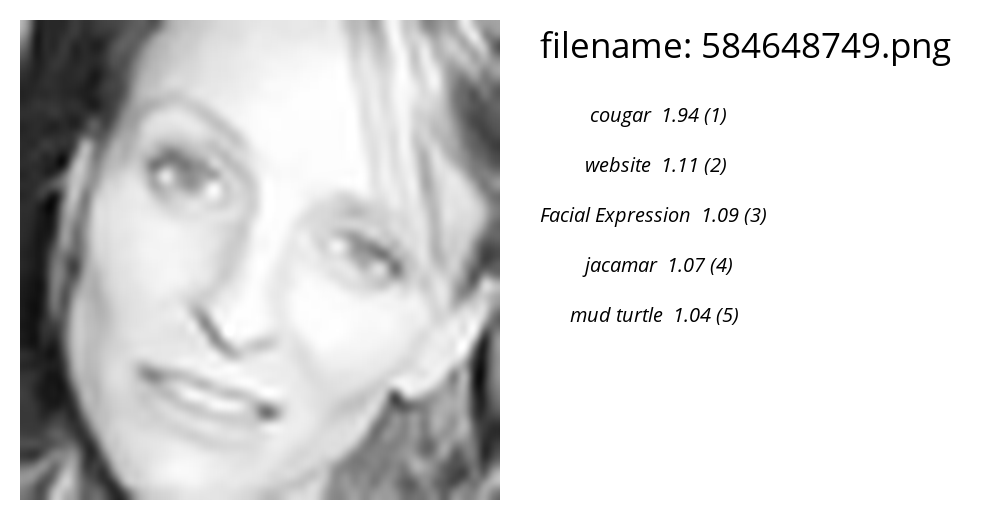 filename: 584648749.png
cougar 1.94 (1)
website 1.11 (2)
Facial Expression 1.09 (3)
jacamar 1.07 (4)
mud turtle 1.04 (5)